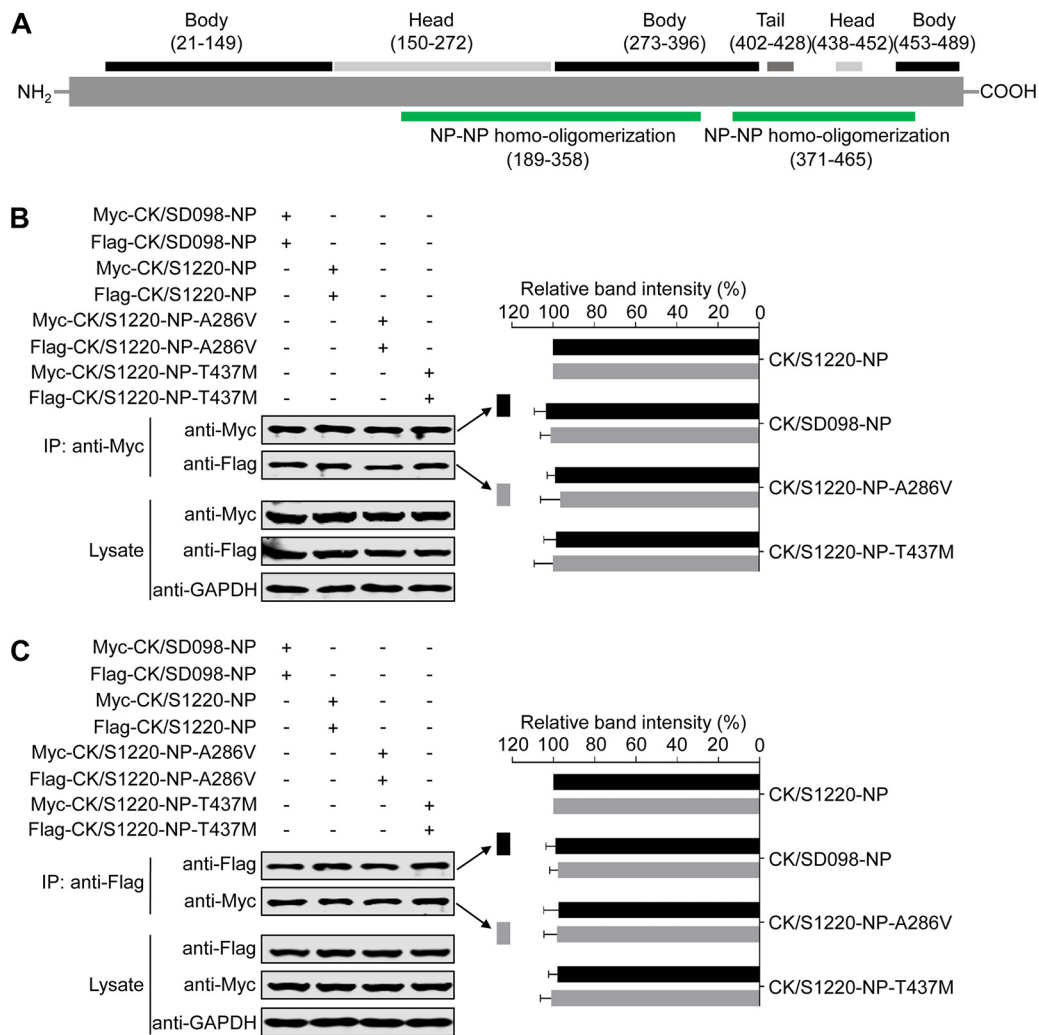 A
Body Head Body Tail Head Body
(21-149) (150-272) (273-396) (402-428) (438-452) (453-489)
NH2 COOH
NP-NP homo-oligomerization NP-NP homo-oligomerization
(189-358) (371-465)
B
Myc-CK/SD098-NP + - - -
Flag-CK/SD098-NP + - - -
Myc-CK/S1220-NP - + - -
Flag-CK/S1220-NP - + - -
Myc-CK/S1220-NP-A286V - - + -
Flag-CK/S1220-NP-A286V - - + -
Myc-CK/S1220-NP-T437M - - - +
Flag-CK/S1220-NP-T437M - - - +
IP: anti-Myc
anti-Myc
anti-Flag
Lysate
anti-Myc
anti-Flag
anti-GAPDH
Relative band intensity (%)
120 100 80 60 40 20 0
CK/S1220-NP
CK/SD098-NP
CK/S1220-NP-A286V
CK/S1220-NP-T437M
C
Myc-CK/SD098-NP + - - -
Flag-CK/SD098-NP + - - -
Myc-CK/S1220-NP - + - -
Flag-CK/S1220-NP - + - -
Myc-CK/S1220-NP-A286V - - + -
Flag-CK/S1220-NP-A286V - - + -
Myc-CK/S1220-NP-T437M - - - +
Flag-CK/S1220-NP-T437M - - - +
IP: anti-Flag
anti-Flag
anti-Myc
Lysate
anti-Flag
anti-Myc
anti-GAPDH
Relative band intensity (%)
120 100 80 60 40 20 0
CK/S1220-NP
CK/SD098-NP
CK/S1220-NP-A286V
CK/S1220-NP-T437M